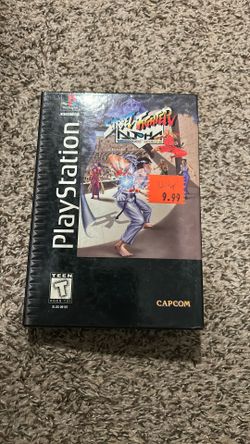 PlayStation
STREET FIGHTER
ALPHA
9.99
TEEN
T
CAPCOM